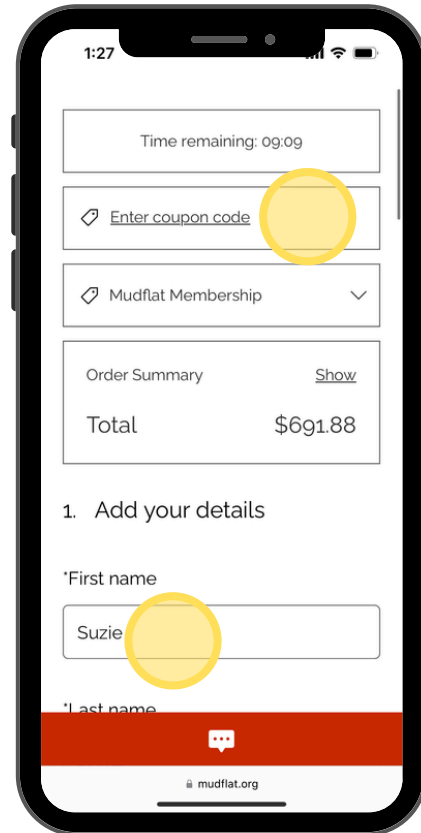 1:27
Time remaining: 09:09
Enter coupon code
Mudflat Membership
Order Summary Show
Total $691.88
1. Add your details
*First name
Suzie
*Last name
mudflat.org